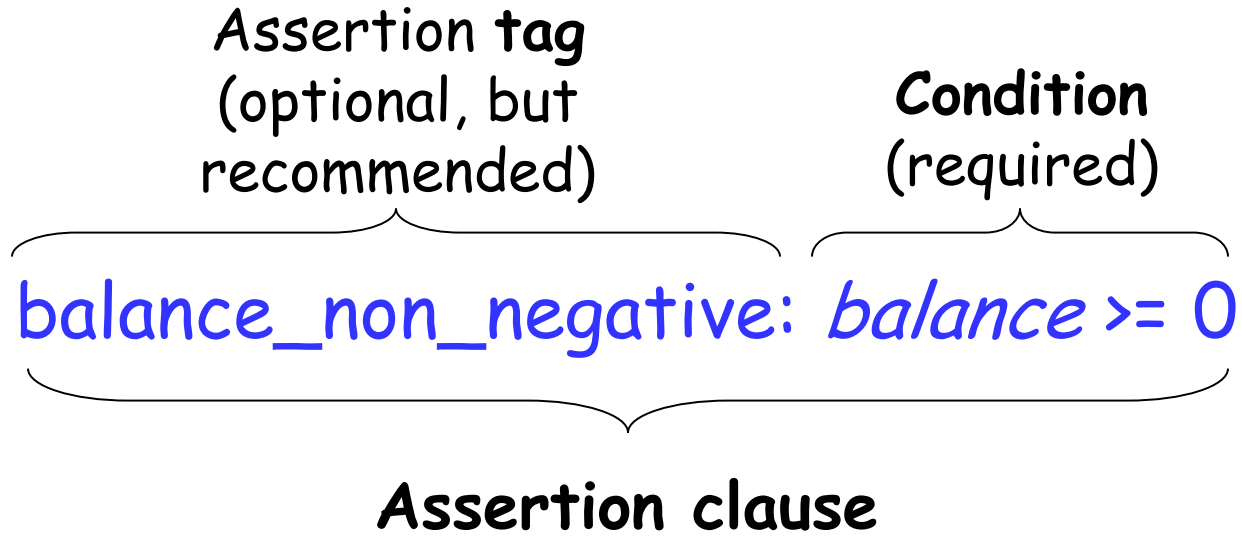 Assertion tag
(optional, but
recommended)
Condition
(required)
balance_non_negative: balance >= 0
Assertion clause